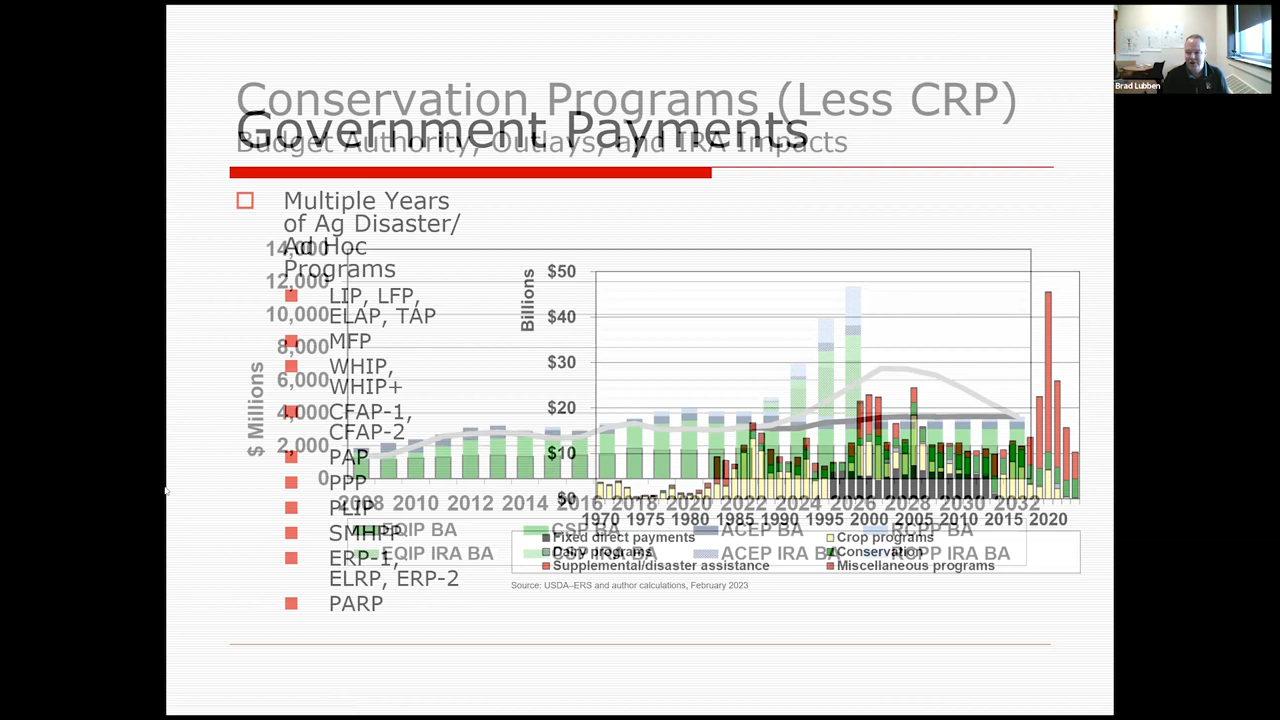 Conservation Programs (Less CRP)
Government Payments
Budget Authority, Outlays, and IRA Impacts
Brad Lubben
Multiple Years
of Ag Disaster/
Ad Hoc
Programs
LIP, LFP,
ELAP, TAP
MFP
WHIP,
WHIP+
CFAP-1,
CFAP-2
PAP
PPP
PLIP
SMHPP
ERP-1,
ELRP, ERP-2
PARP
$ Millions
14,000
12,000
10,000
8,000
6,000
4,000
2,000
0
2008 2010 2012 2014 2016 2018 2020 2022 2024 2026 2028 2030 2032
EQIP BA CSP BA ACEP BA RCPP BA
EQIP IRA BA CSP IRA BA ACEP IRA BA RCPP IRA BA
Billions
$50
$40
$30
$20
$10
$0
1970 1975 1980 1985 1990 1995 2000 2005 2010 2015 2020
Fixed direct payments Crop programs
Dairy programs Conservation
Supplemental/disaster assistance Miscellaneous programs
Source: USDA–ERS and author calculations, February 2023